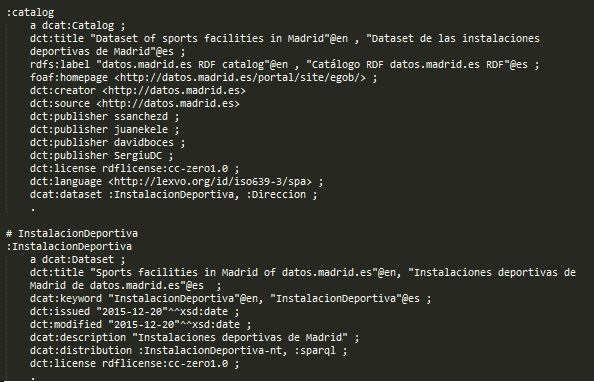 :catalog
a dcat:Catalog ;
dct:title "Dataset of sports facilities in Madrid"@en , "Dataset de las instalaciones
deportivas de Madrid"@es ;
rdfs:label "datos.madrid.es RDF catalog"@en , "Catálogo RDF datos.madrid.es RDF"@es ;
foaf:homepage <http://datos.madrid.es/portal/site/egob/> ;
dct:creator <http://datos.madrid.es>
dct:source <http://datos.madrid.es>
dct:publisher ssanchezd ;
dct:publisher juanekele ;
dct:publisher davidboces ;
dct:publisher SergiuDC ;
dct:license rdflicense:cc-zero1.0 ;
dct:language <http://lexvo.org/id/iso639-3/spa> ;
dcat:dataset :InstalacionDeportiva, :Direccion ;
.
# InstalacionDeportiva
:InstalacionDeportiva
a dcat:Dataset ;
dct:title "Sports facilities in Madrid of datos.madrid.es"@en, "Instalaciones deportivas de
Madrid de datos.madrid.es"@es  ;
dcat:keyword "InstalacionDeportiva"@en, "InstalacionDeportiva"@es ;
dct:issued "2015-12-20"^^xsd:date ;
dct:modified "2015-12-20"^^xsd:date ;
dcat:description "Instalaciones deportivas de Madrid" ;
dcat:distribution :InstalacionDeportiva-nt, :sparql ;
dct:license rdflicense:cc-zero1.0 ;
.